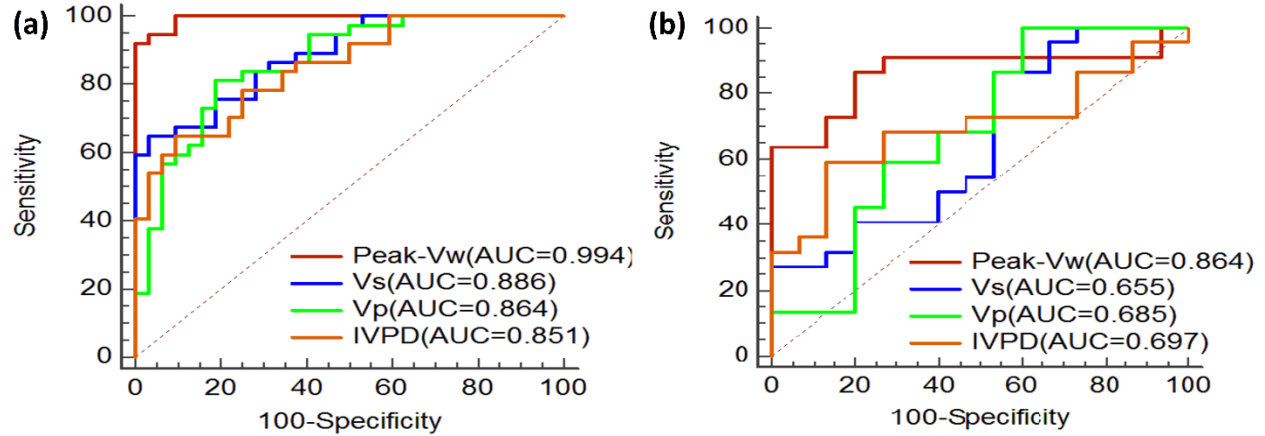 (a)
100
80
60
40
20
0
Sensitivity
Peak-Vw(AUC=0.994)
Vs(AUC=0.886)
Vp(AUC=0.864)
IVPD(AUC=0.851)
0 20 40 60 80 100
100-Specificity
(b)
100
80
60
40
20
0
Sensitivity
Peak-Vw(AUC=0.864)
Vs(AUC=0.655)
Vp(AUC=0.685)
IVPD(AUC=0.697)
0 20 40 60 80 100
100-Specificity